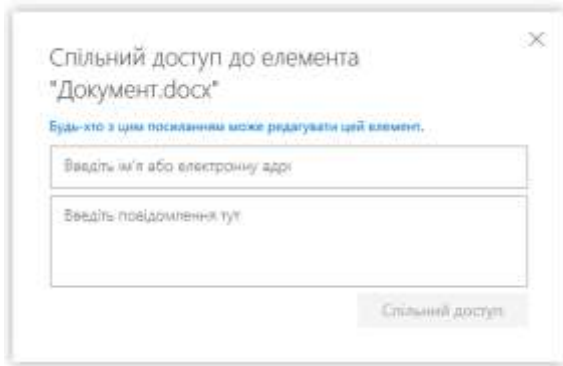 Спільний доступ до елемента
"Документ.docx"
Будь-хто з цим посиланням може редагувати цей елемент.
Введіть ім'я або електронну адрі
Введіть повідомлення тут
Спільний доступ